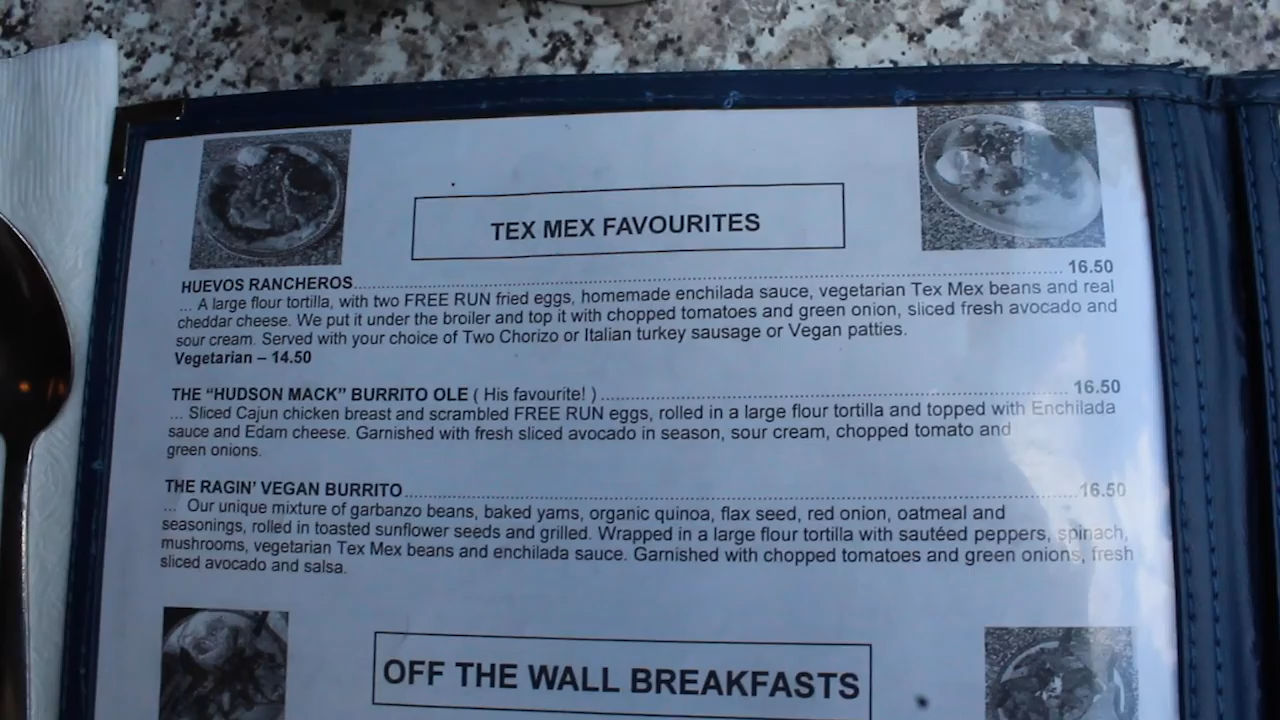 TEX MEX FAVOURITES
HUEVOS RANCHEROS........................................................................ 16.50
... A large flour tortilla, with two FREE RUN fried eggs, homemade enchilada sauce, vegetarian Tex Mex beans and real
cheddar cheese. We put it under the broiler and top it with chopped tomatoes and green onion, sliced fresh avocado and
sour cream. Served with your choice of Two Chorizo or Italian turkey sausage or Vegan patties.
Vegetarian – 14.50
THE “HUDSON MACK” BURRITO OLE ( His favourite! ) ........................................................ 16.50
... Sliced Cajun chicken breast and scrambled FREE RUN eggs, rolled in a large flour tortilla and topped with Enchilada
sauce and Edam cheese. Garnished with fresh sliced avocado in season, sour cream, chopped tomato and
green onions.
THE RAGIN’ VEGAN BURRITO........................................................................16.50
... Our unique mixture of garbanzo beans, baked yams, organic quinoa, flax seed, red onion, oatmeal and
seasonings, rolled in toasted sunflower seeds and grilled. Wrapped in a large flour tortilla with sautéed peppers, spinach,
mushrooms, vegetarian Tex Mex beans and enchilada sauce. Garnished with chopped tomatoes and green onions, fresh
sliced avocado and salsa.
OFF THE WALL BREAKFASTS